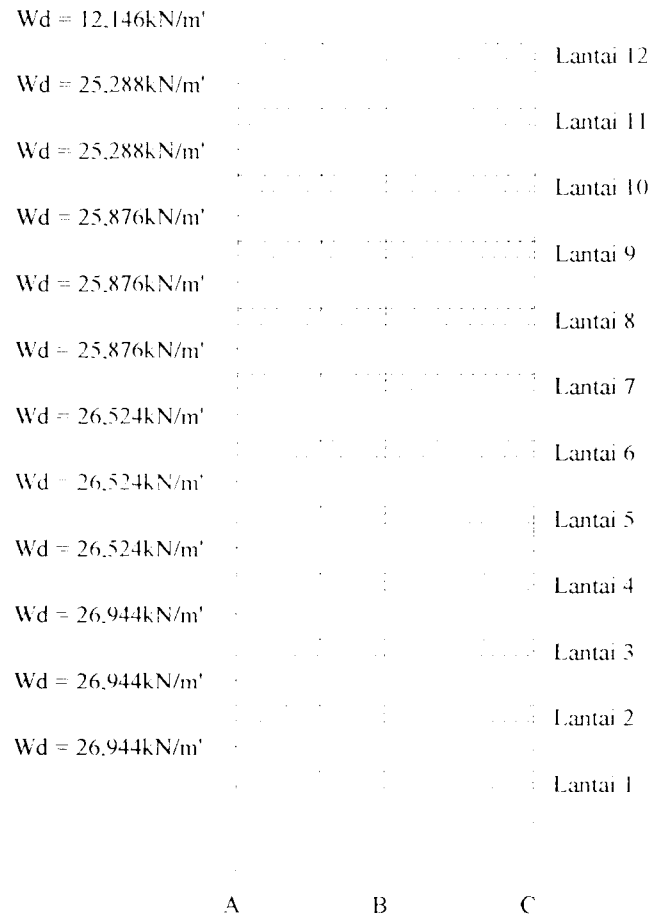 Wd = 12,146kN/m'
Lantai 12
Wd = 25,288kN/m'
Lantai 11
Wd = 25,288kN/m'
Lantai 10
Wd = 25,876kN/m'
Lantai 9
Wd = 25,876kN/m'
Lantai 8
Wd = 25,876kN/m'
Lantai 7
Wd = 26,524kN/m'
Lantai 6
Wd = 26,524kN/m'
Lantai 5
Wd = 26,524kN/m'
Lantai 4
Wd = 26,944kN/m'
Lantai 3
Wd = 26,944kN/m'
Lantai 2
Wd = 26,944kN/m'
Lantai 1
A B C